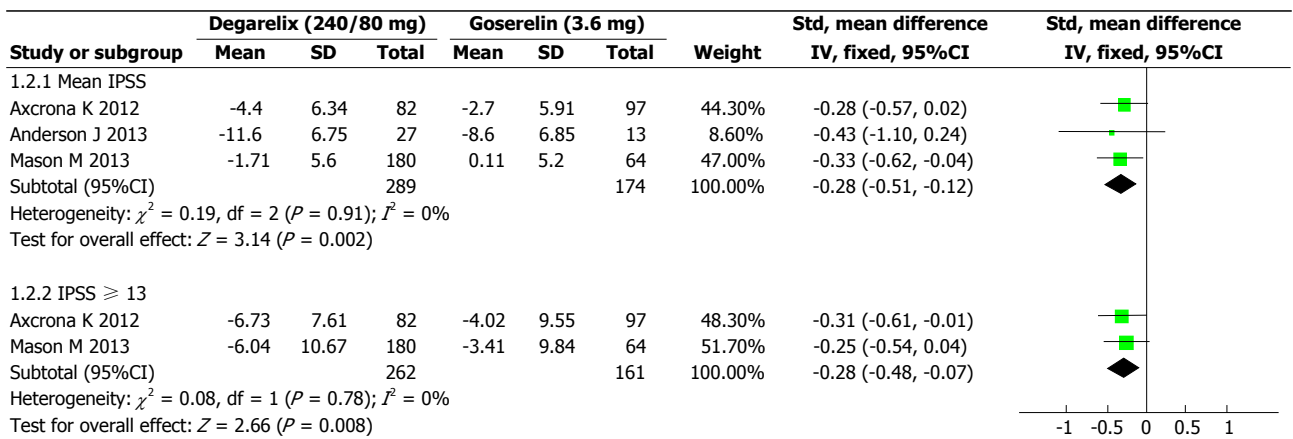 Degarelix (240/80 mg) Goserelin (3.6 mg) Std, mean difference Std, mean difference
Study or subgroup Mean SD Total Mean SD Total Weight IV, fixed, 95%CI IV, fixed, 95%CI
1.2.1 Mean IPSS
Axcrona K 2012 -4.4 6.34 82 -2.7 5.91 97 44.30% -0.28 (-0.57, 0.02)
Anderson J 2013 -11.6 6.75 27 -8.6 6.85 13 8.60% -0.43 (-1.10, 0.24)
Mason M 2013 -1.71 5.6 180 0.11 5.2 64 47.00% -0.33 (-0.62, -0.04)
Subtotal (95%CI) 289 174 100.00% -0.28 (-0.51, -0.12)
Heterogeneity: χ² = 0.19, df = 2 (P = 0.91); I² = 0%
Test for overall effect: Z = 3.14 (P = 0.002)
1.2.2 IPSS ⩾ 13
Axcrona K 2012 -6.73 7.61 82 -4.02 9.55 97 48.30% -0.31 (-0.61, -0.01)
Mason M 2013 -6.04 10.67 180 -3.41 9.84 64 51.70% -0.25 (-0.54, 0.04)
Subtotal (95%CI) 262 161 100.00% -0.28 (-0.48, -0.07)
Heterogeneity: χ² = 0.08, df = 1 (P = 0.78); I² = 0%
Test for overall effect: Z = 2.66 (P = 0.008)
-1 -0.5 0 0.5 1